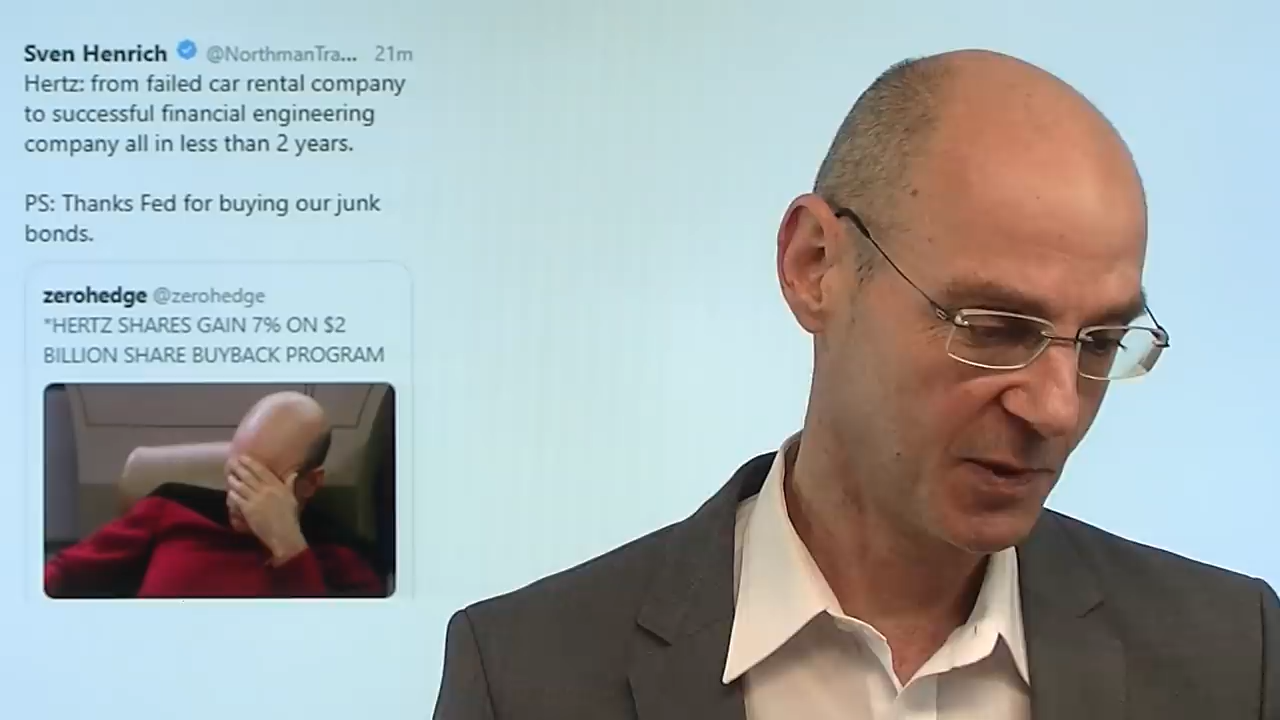 Sven Henrich @NorthmanTra... 21m
Hertz: from failed car rental company
to successful financial engineering
company all in less than 2 years.
PS: Thanks Fed for buying our junk
bonds.
zerohedge @zerohedge
*HERTZ SHARES GAIN 7% ON $2
BILLION SHARE BUYBACK PROGRAM